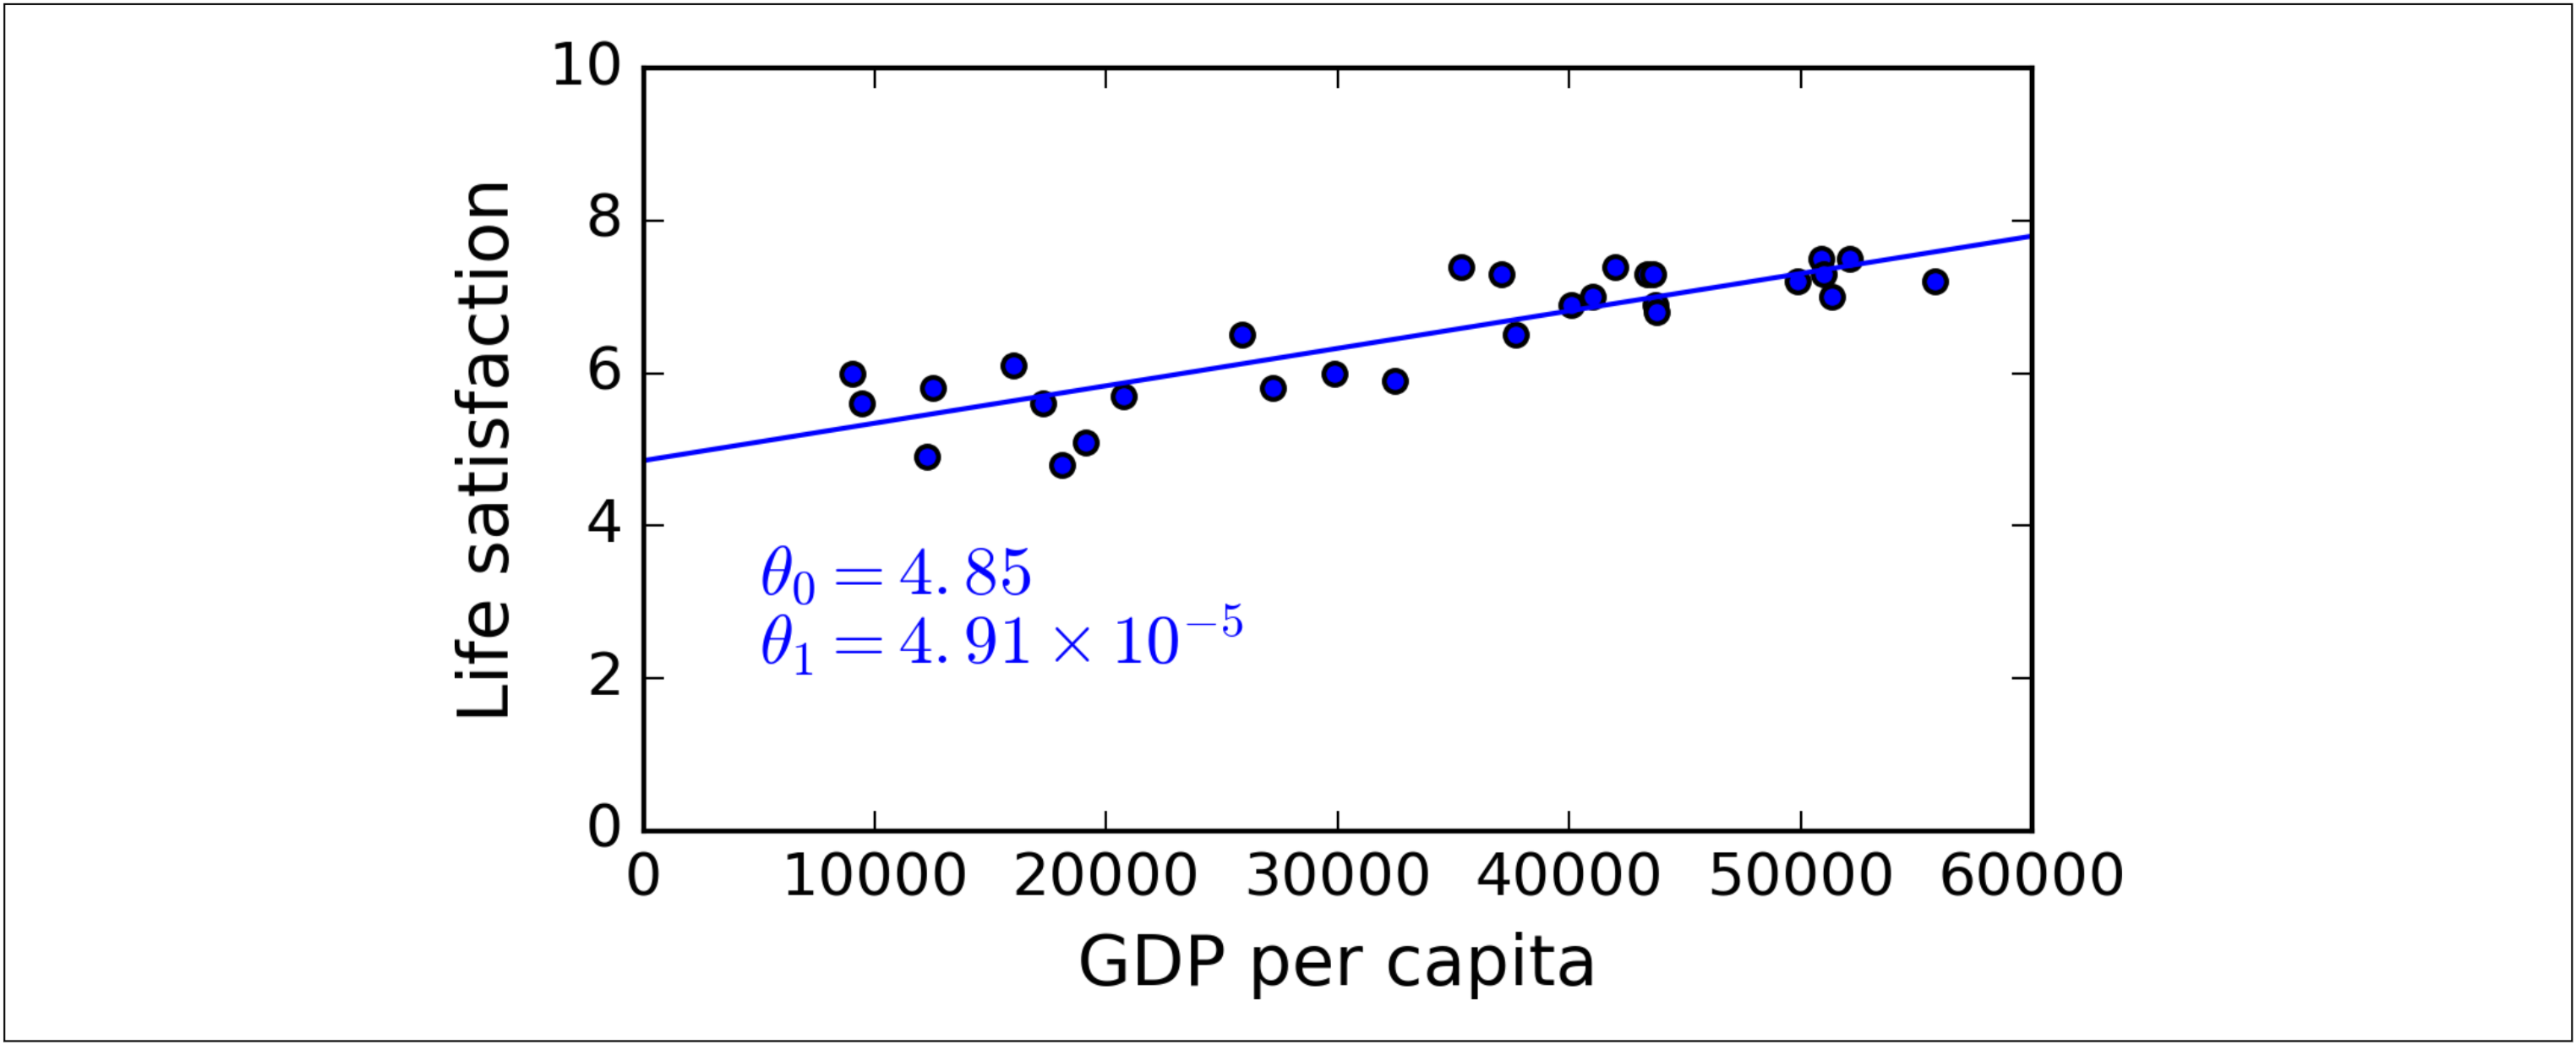 10
8
6
4
2
0
Life satisfaction
θ₀ = 4.85
θ₁ = 4.91 × 10⁻⁵
0 10000 20000 30000 40000 50000 60000
GDP per capita